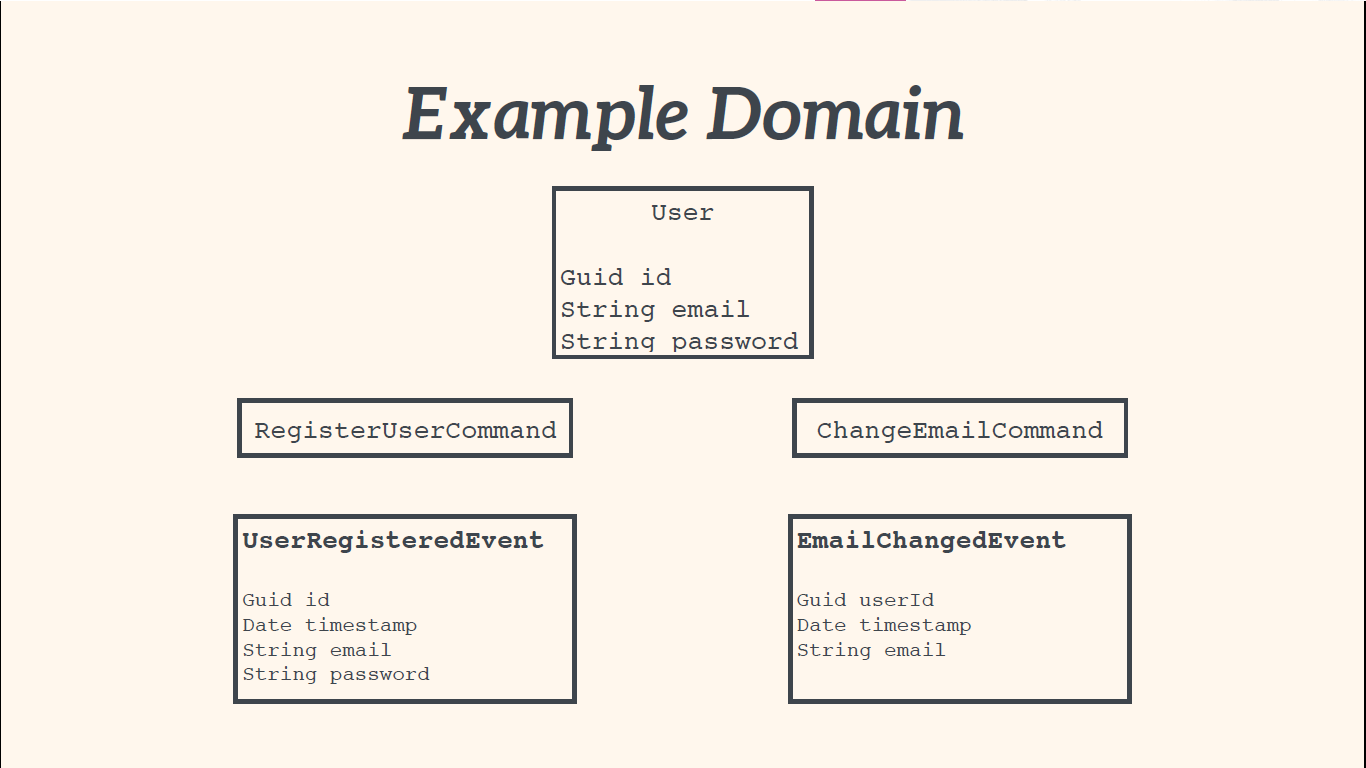 Example Domain
User
Guid id
String email
String password
RegisterUserCommand
ChangeEmailCommand
UserRegisteredEvent
Guid id
Date timestamp
String email
String password
EmailChangedEvent
Guid userId
Date timestamp
String email